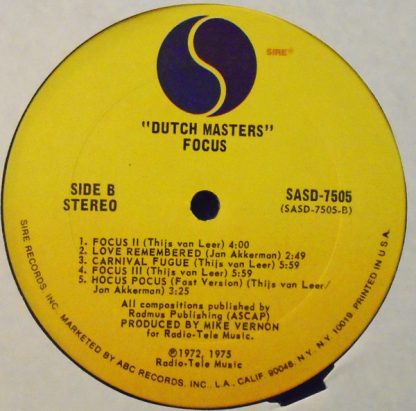 SIRE®
"DUTCH MASTERS"
FOCUS
SIDE B
STEREO
SASD-7505
(SASD-7505-B)
1. FOCUS II (Thijs van Leer) 4:00
2. LOVE REMEMBERED (Jan Akkerman) 2:49
3. CARNIVAL FUGUE (Thijs van Leer) 5:59
4. FOCUS III (Thijs van Leer) 5:59
5. HOCUS POCUS (Fast Version) (Thijs van Leer/
Jan Akkerman) 3:25
All compositions published by
Radmus Publishing (ASCAP)
PRODUCED BY MIKE VERNON
for Radio-Tele Music.
℗1972, 1975
Radio-Tele Music
SIRE RECORDS, INC. MARKETED BY ABC RECORDS, INC., L.A., CALIF. 90048, N.Y., N.Y. 10019. PRINTED IN U.S.A.